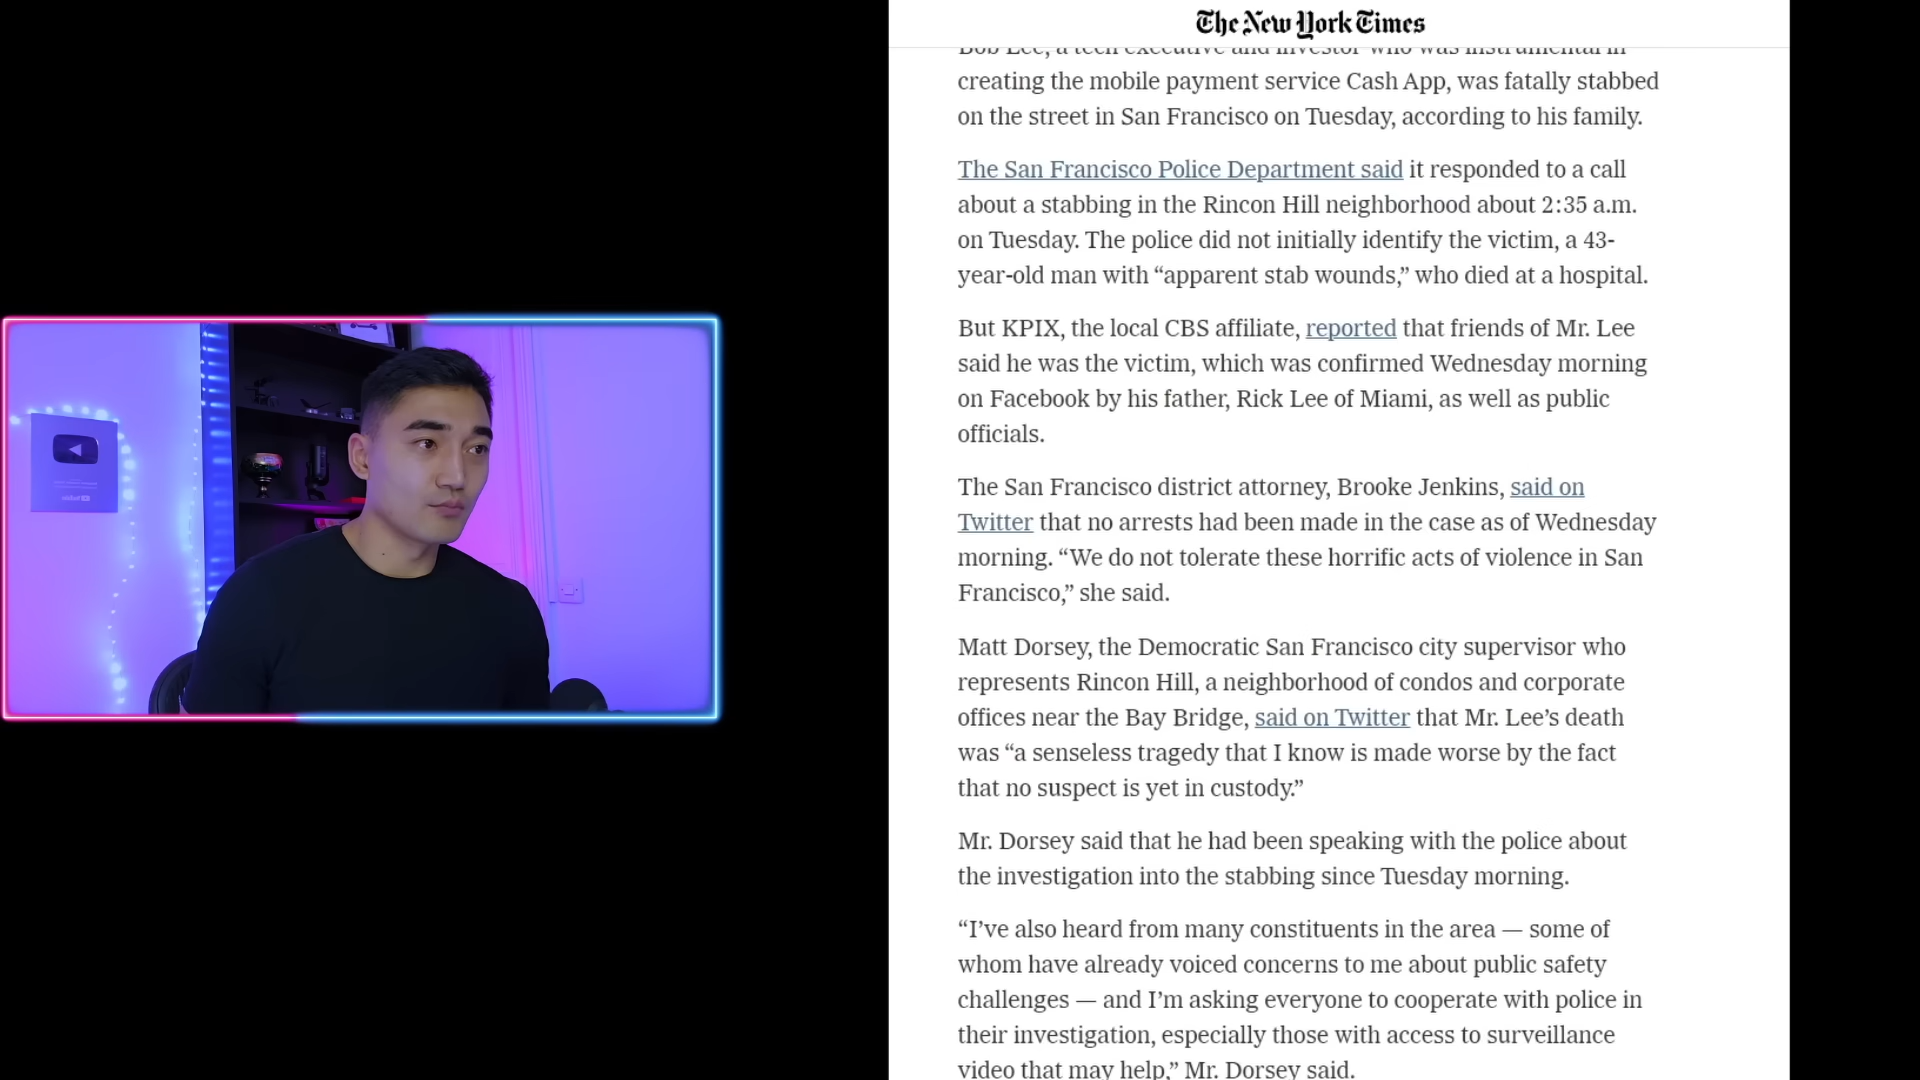 The New York Times
Bob Lee, a tech executive and investor who was instrumental in
creating the mobile payment service Cash App, was fatally stabbed
on the street in San Francisco on Tuesday, according to his family.
The San Francisco Police Department said it responded to a call
about a stabbing in the Rincon Hill neighborhood about 2:35 a.m.
on Tuesday. The police did not initially identify the victim, a 43-
year-old man with “apparent stab wounds,” who died at a hospital.
But KPIX, the local CBS affiliate, reported that friends of Mr. Lee
said he was the victim, which was confirmed Wednesday morning
on Facebook by his father, Rick Lee of Miami, as well as public
officials.
The San Francisco district attorney, Brooke Jenkins, said on
Twitter that no arrests had been made in the case as of Wednesday
morning. “We do not tolerate these horrific acts of violence in San
Francisco,” she said.
Matt Dorsey, the Democratic San Francisco city supervisor who
represents Rincon Hill, a neighborhood of condos and corporate
offices near the Bay Bridge, said on Twitter that Mr. Lee’s death
was “a senseless tragedy that I know is made worse by the fact
that no suspect is yet in custody.”
Mr. Dorsey said that he had been speaking with the police about
the investigation into the stabbing since Tuesday morning.
“I’ve also heard from many constituents in the area — some of
whom have already voiced concerns to me about public safety
challenges — and I’m asking everyone to cooperate with police in
their investigation, especially those with access to surveillance
video that may help,” Mr. Dorsey said.